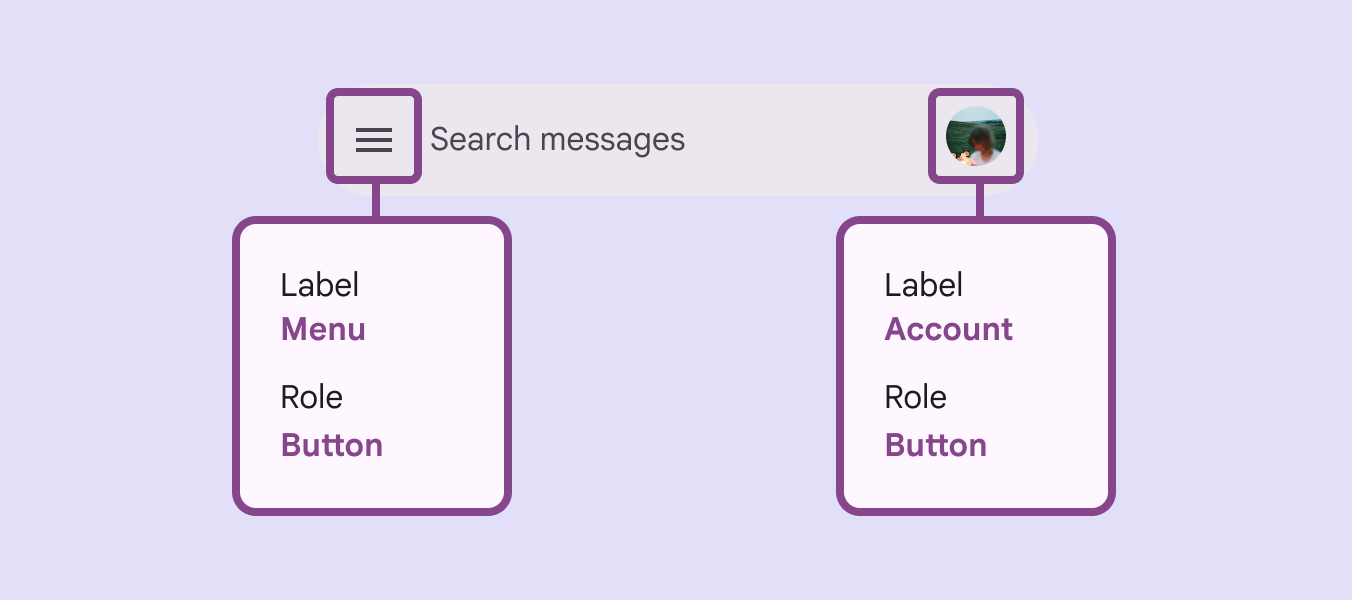 Search messages
Label
Menu
Role
Button
Label
Account
Role
Button